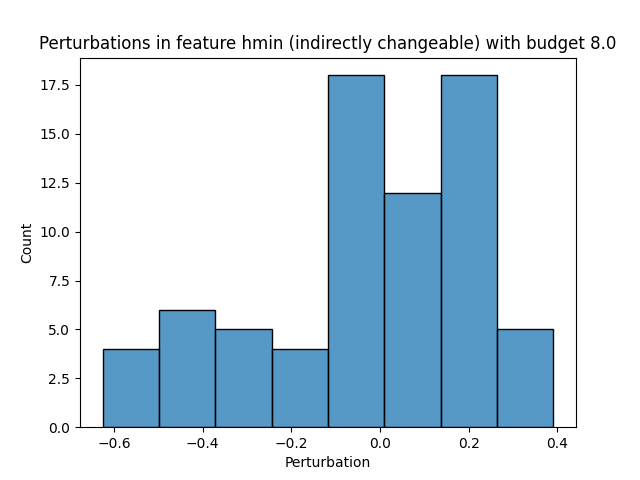 Perturbations in feature hmin (indirectly changeable) with budget 8.0
17.5
15.0
12.5
10.0
7.5
5.0
2.5
0.0
Count
−0.6 −0.4 −0.2 0.0 0.2 0.4
Perturbation